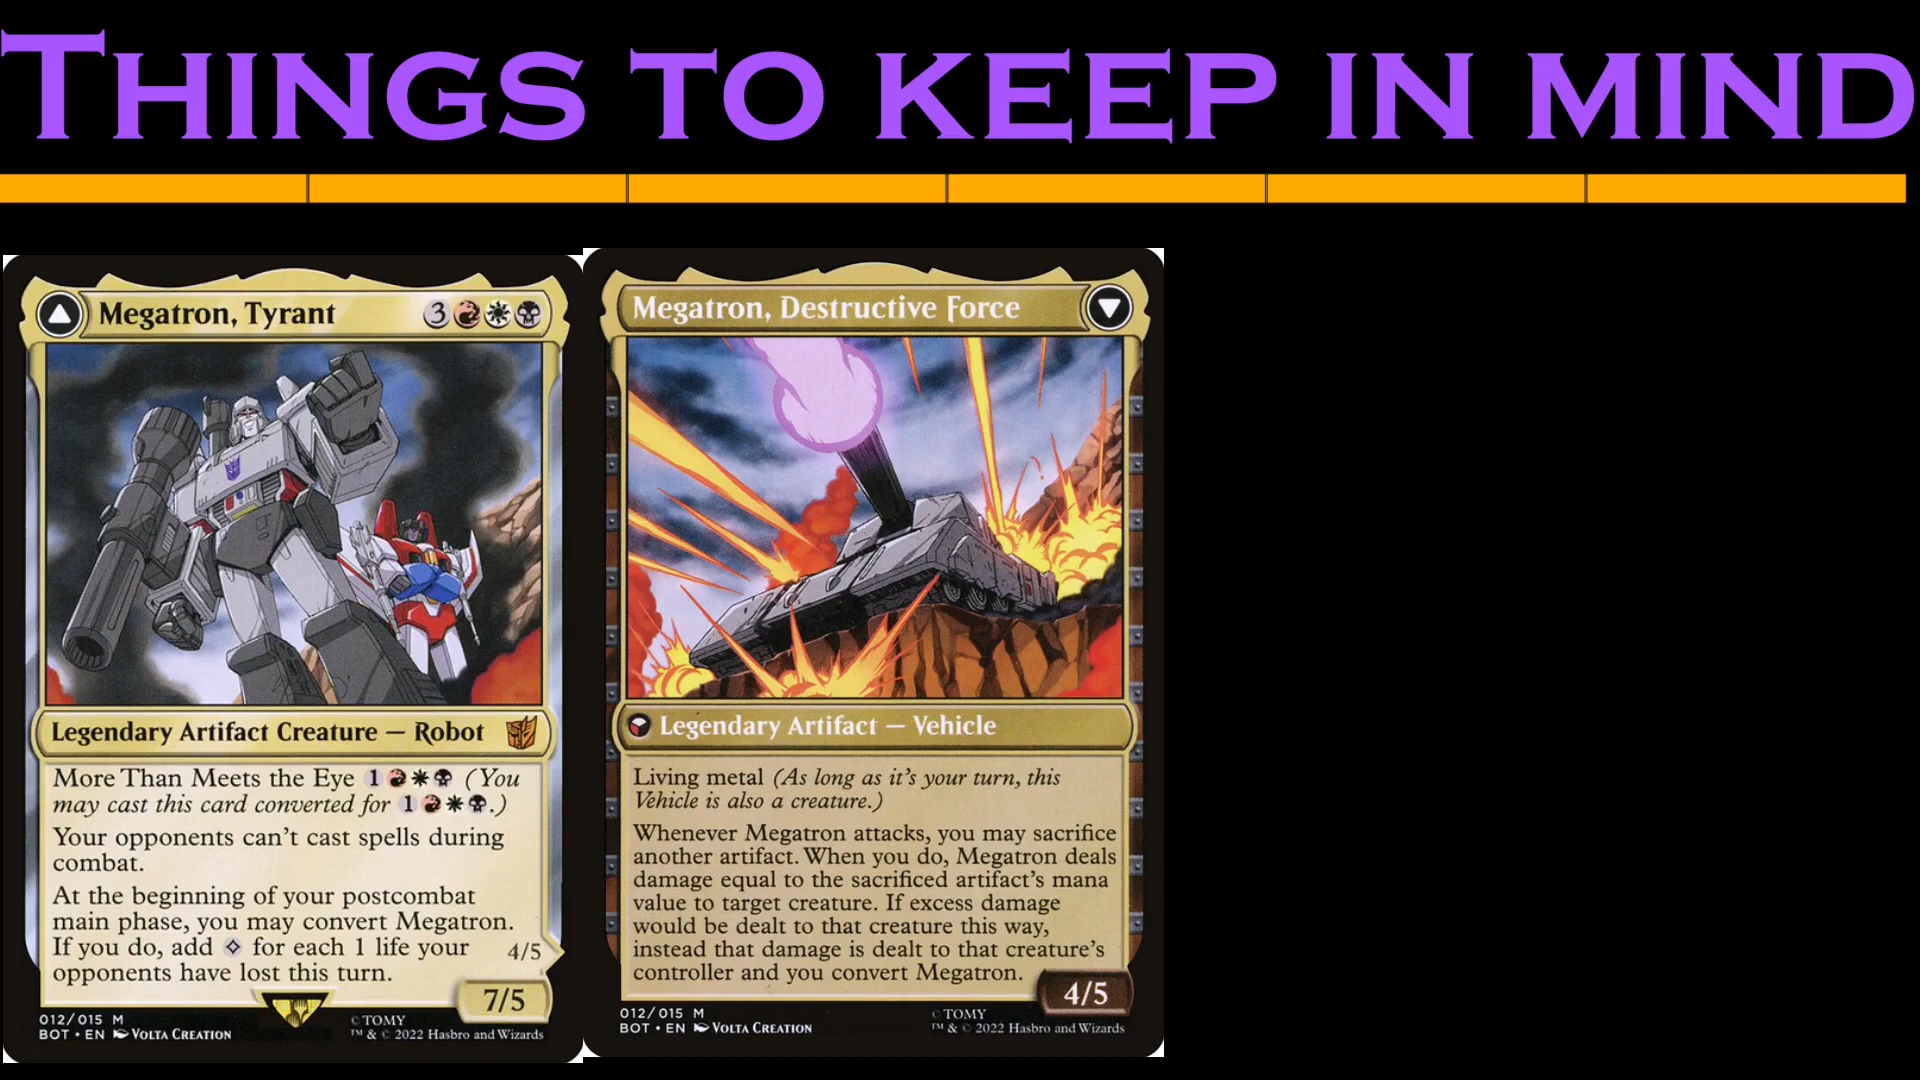 THINGS TO KEEP IN MIND
Megatron, Tyrant 3
More Than Meets the Eye 1 (You
may cast this card converted for 1 .)
Your opponents can't cast spells during
combat.
At the beginning of your postcombat
main phase, you may convert Megatron.
If you do, add for each 1 life your
opponents have lost this turn.
4/5
Legendary Artifact Creature — Robot
7/5
012/015 M
BOT • EN VOLTA CREATION
© TOMY
™ & © 2022 Hasbro and Wizards
Megatron, Destructive Force
Legendary Artifact — Vehicle
Living metal (As long as it's your turn, this
Vehicle is also a creature.)
Whenever Megatron attacks, you may sacrifice
another artifact. When you do, Megatron deals
damage equal to the sacrificed artifact's mana
value to target creature. If excess damage
would be dealt to that creature this way,
instead that damage is dealt to that creature's
controller and you convert Megatron.
4/5
012/015 M
BOT • EN VOLTA CREATION
© TOMY
™ & © 2022 Hasbro and Wizards